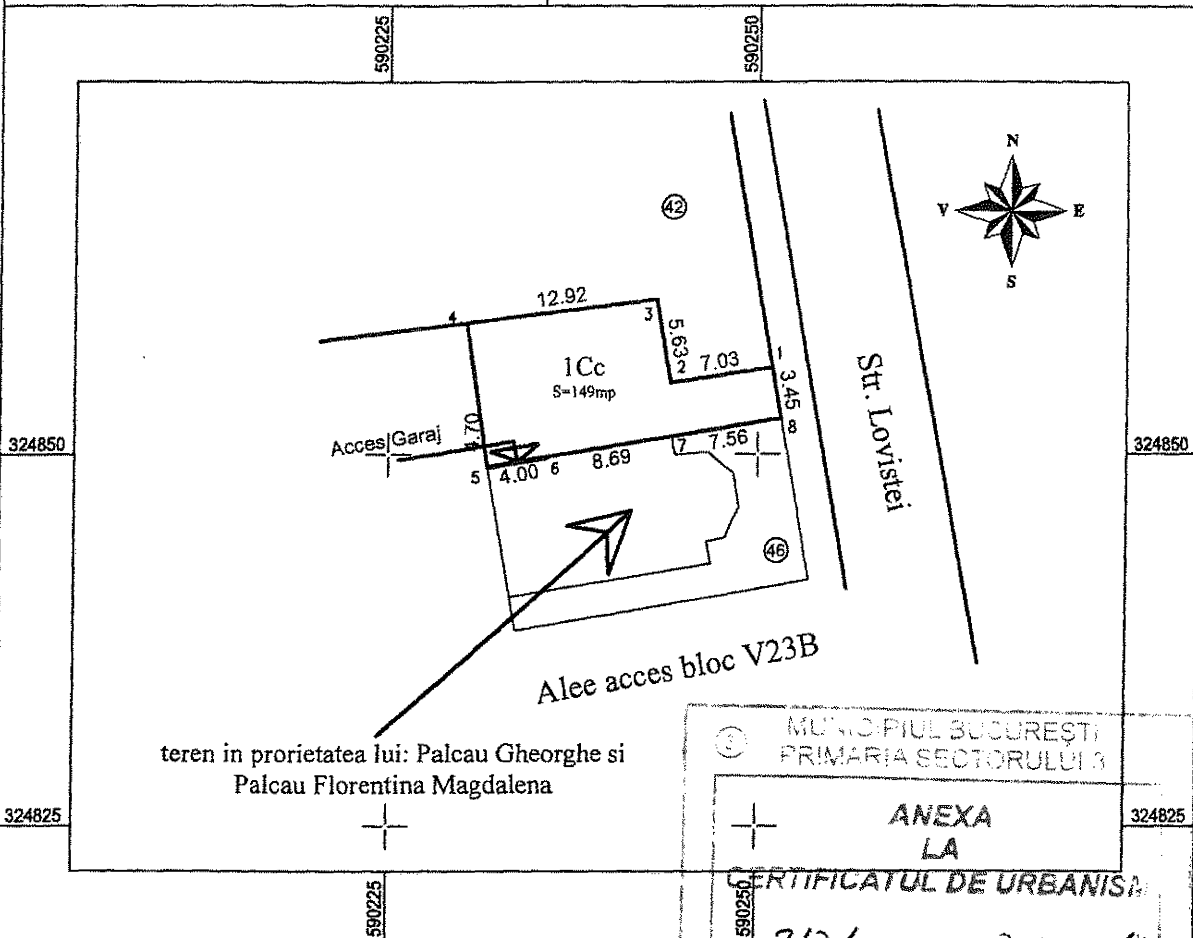 590225
590250
N
V
E
S
42
12.92
4
3
5.63
1Cc
S=149mp
2
7.03
1
3.45
8
Str. Lovistei
324850
324850
Acces Garaj
4.70
5
4.00
6
8.69
7
7.56
46
Alee acces bloc V23B
teren in prorietatea lui: Palcau Gheorghe si
Palcau Florentina Magdalena
MUNICIPIUL BUCUREŞTI
PRIMARIA SECTORULUI 3
324825
324825
ANEXA
LA
CERTIFICATUL DE URBANISM
590225
590250